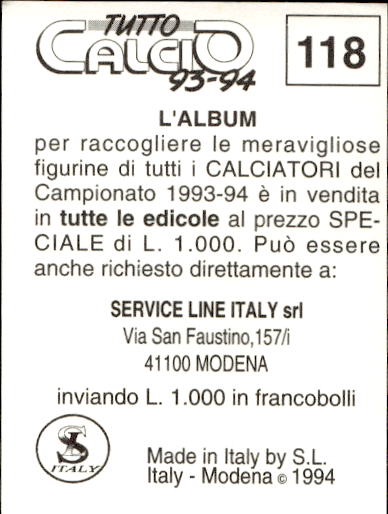 TUTTO
CALCIO
93-94
118
L'ALBUM
per raccogliere le meravigliose
figurine di tutti i CALCIATORI del
Campionato 1993-94 è in vendita
in tutte le edicole al prezzo SPE-
CIALE di L. 1.000. Può essere
anche richiesto direttamente a:
SERVICE LINE ITALY srl
Via San Faustino,157/i
41100 MODENA
inviando L. 1.000 in francobolli
SL
ITALY
Made in Italy by S.L.
Italy - Modena © 1994